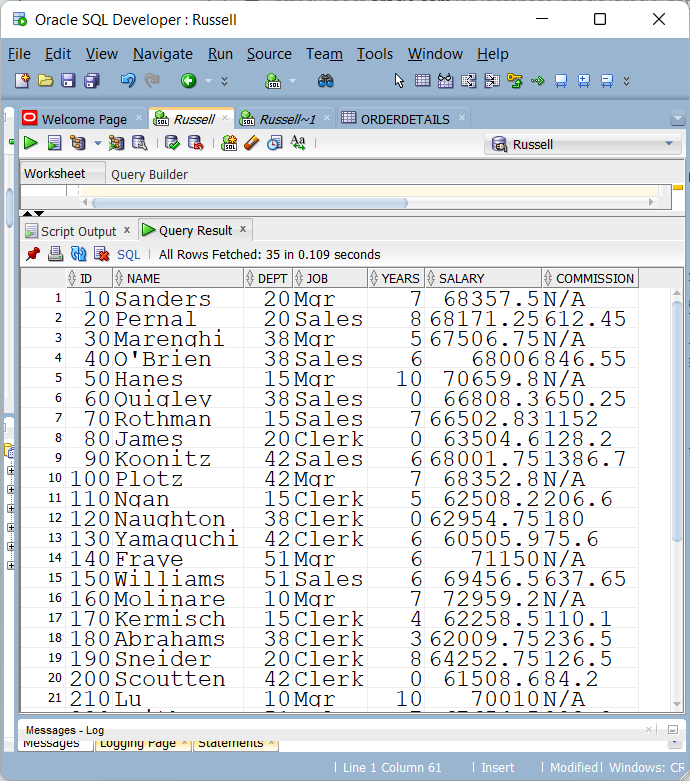 Oracle SQL Developer : Russell
File Edit View Navigate Run Source Team Tools Window Help
Welcome Page Russell Russell~1 ORDERDETAILS
Russell
Worksheet Query Builder
Script Output x Query Result x
SQL All Rows Fetched: 35 in 0.109 seconds
ID NAME DEPT JOB YEARS SALARY COMMISSION
1 10 Sanders 20 Mgr 7 68357.5 N/A
2 20 Pernal 20 Sales 8 68171.25 612.45
3 30 Marenghi 38 Mgr 5 67506.75 N/A
4 40 O'Brien 38 Sales 6 68006 846.55
5 50 Hanes 15 Mgr 10 70659.8 N/A
6 60 Quigley 38 Sales 0 66808.3 650.25
7 70 Rothman 15 Sales 7 66502.83 1152
8 80 James 20 Clerk 0 63504.6 128.2
9 90 Koonitz 42 Sales 6 68001.75 1386.7
10 100 Plotz 42 Mgr 7 68352.8 N/A
11 110 Ngan 15 Clerk 5 62508.2 206.6
12 120 Naughton 38 Clerk 0 62954.75 180
13 130 Yamaguchi 42 Clerk 6 60505.9 75.6
14 140 Fraye 51 Mgr 6 71150 N/A
15 150 Williams 51 Sales 6 69456.5 637.65
16 160 Molinare 10 Mgr 7 72959.2 N/A
17 170 Kermisch 15 Clerk 4 62258.5 110.1
18 180 Abrahams 38 Clerk 3 62009.75 236.5
19 190 Sneider 20 Clerk 8 64252.75 126.5
20 200 Scoutten 42 Clerk 0 61508.6 84.2
21 210 Lu 10 Mgr 10 70010 N/A
Messages - Log
Messages Logging Page Statements
Line 1 Column 61 Insert Modified Windows: CR